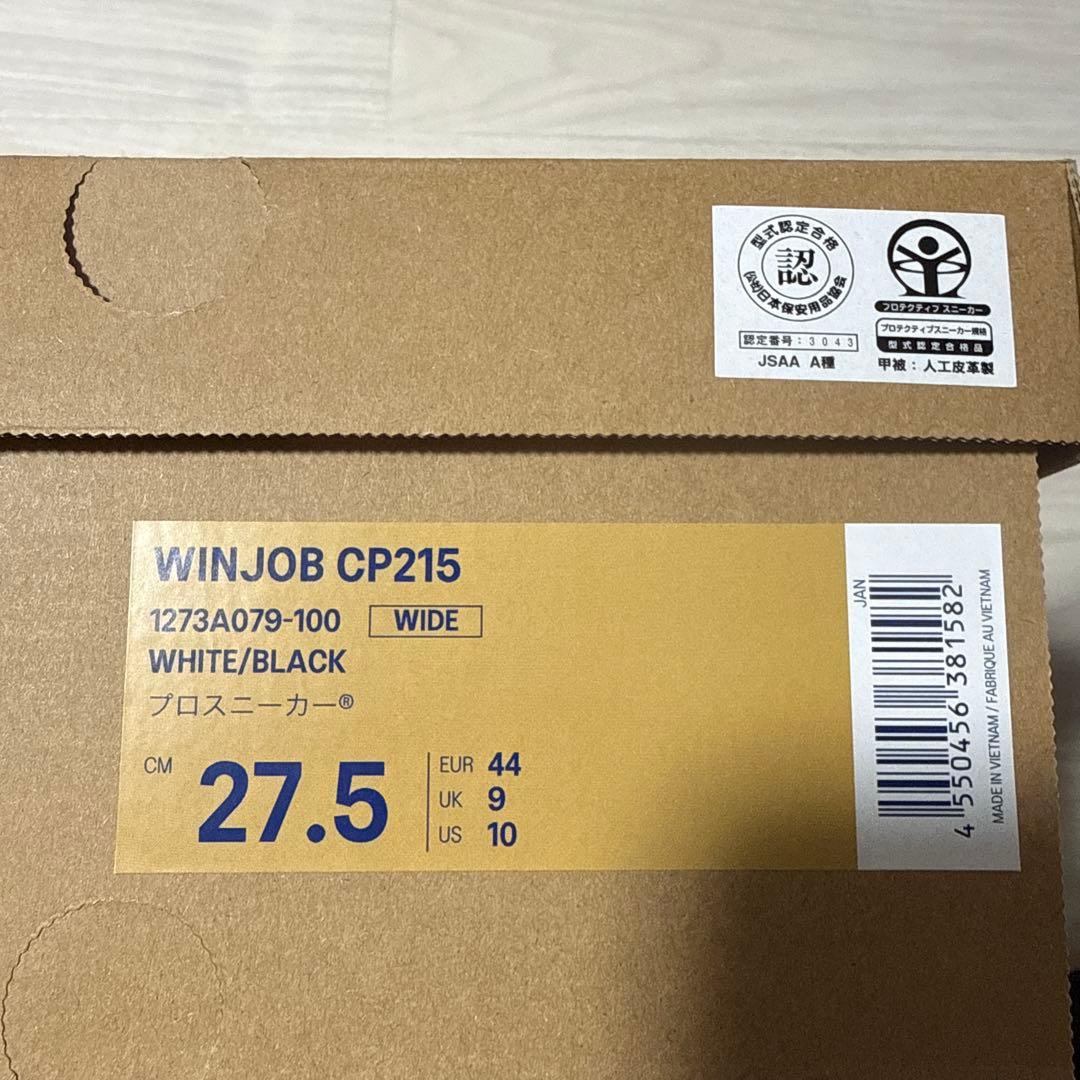 型式認定合格
認
(公社)日本保安用品協会
認定番号：3043
JSAA A種
プロテクティブ スニーカー
プロテクティブスニーカー規格
型式認定合格品
甲被：人工皮革製
WINJOB CP215
1273A079-100 WIDE
WHITE/BLACK
プロスニーカー®
CM 27.5
EUR 44
UK 9
US 10
JAN
4 550456 381582
MADE IN VIETNAM / FABRIQUE AU VIETNAM